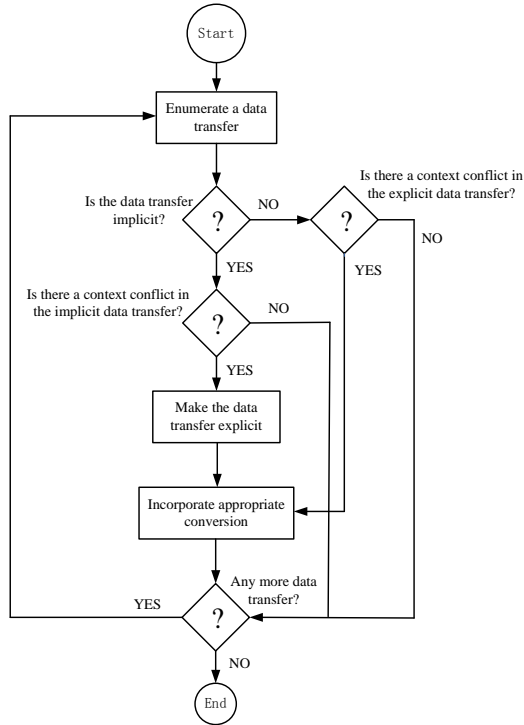 Start
Enumerate a data
transfer
Is there a context conflict in
the explicit data transfer?
Is the data transfer
implicit?
?
NO
?
NO
YES
YES
Is there a context conflict in
the implicit data transfer?
?
NO
YES
Make the data
transfer explicit
Incorporate appropriate
conversion
Any more data
transfer?
YES
?
NO
End